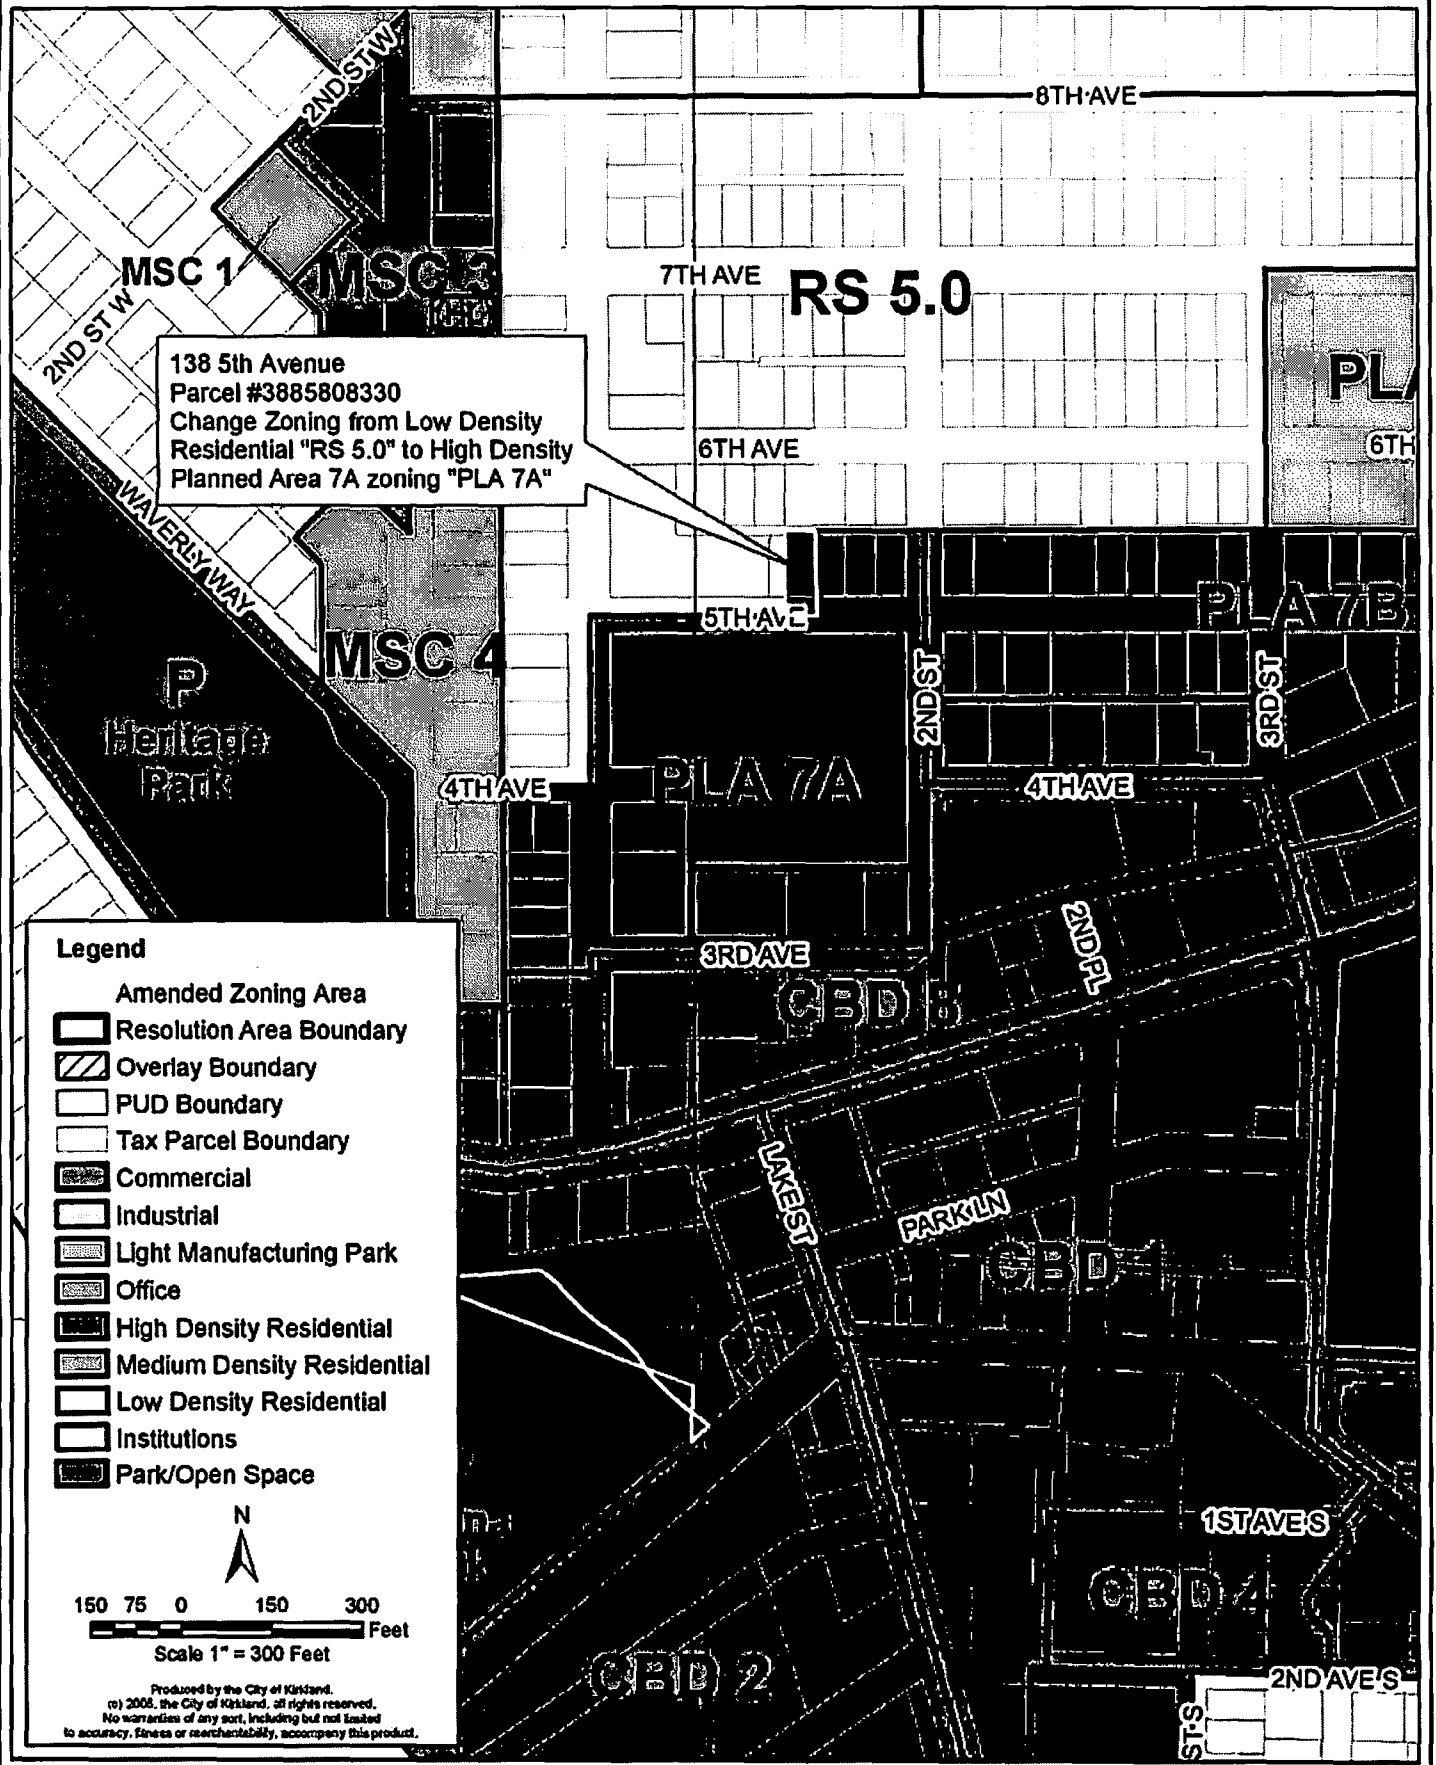 2ND ST W
8TH AVE
MSC 1
MSC 3
7TH AVE
RS 5.0
2ND ST W
138 5th Avenue
Parcel #3885808330
Change Zoning from Low Density
Residential "RS 5.0" to High Density
Planned Area 7A zoning "PLA 7A"
PLA
6TH AVE
6TH
WAVERLY WAY
5TH AVE
PLA 7B
MSC 4
P
Heritage
Park
2ND ST
3RD ST
4TH AVE
PLA 7A
4TH AVE
3RD AVE
2ND PL
CBD 8
LAKE ST
PARK LN
CBD 1
1ST AVE S
CBD 4
CBD 2
2ND AVE S
ST S
Legend
Amended Zoning Area
Resolution Area Boundary
Overlay Boundary
PUD Boundary
Tax Parcel Boundary
Commercial
Industrial
Light Manufacturing Park
Office
High Density Residential
Medium Density Residential
Low Density Residential
Institutions
Park/Open Space
N
150 75 0 150 300
Feet
Scale 1" = 300 Feet
Produced by the City of Kirkland.
(c) 2008, the City of Kirkland, all rights reserved.
No warranties of any sort, including but not limited
to accuracy, fitness or merchantability, accompany this product.